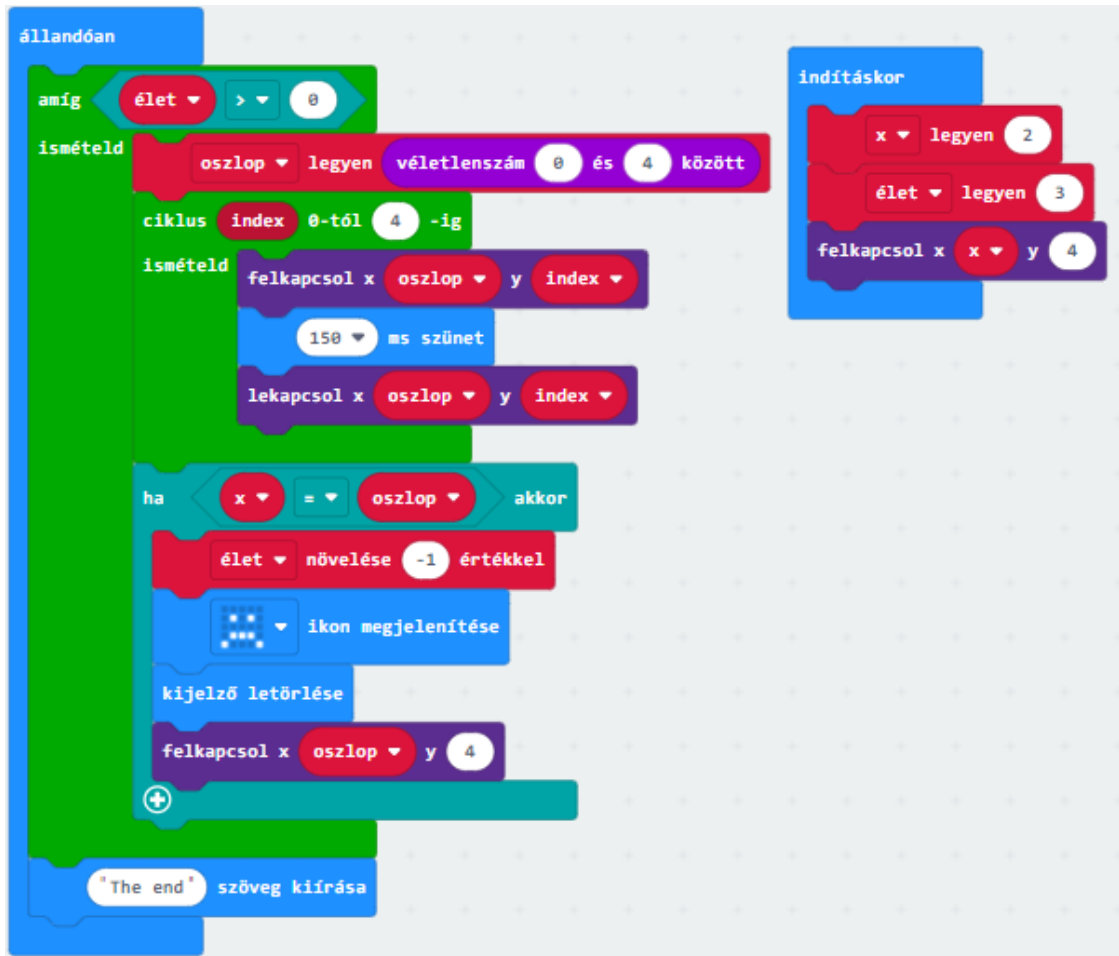 állandóan
amíg élet > 0
ismételd
oszlop legyen véletlenszám 0 és 4 között
ciklus index 0-tól 4 -ig
ismételd
felkapcsol x oszlop y index
150 ms szünet
lekapcsol x oszlop y index
ha x = oszlop akkor
élet növelése -1 értékkel
ikon megjelenítése
kijelző letörlése
felkapcsol x oszlop y 4
"The end" szöveg kiírása
indításkor
x legyen 2
élet legyen 3
felkapcsol x x y 4